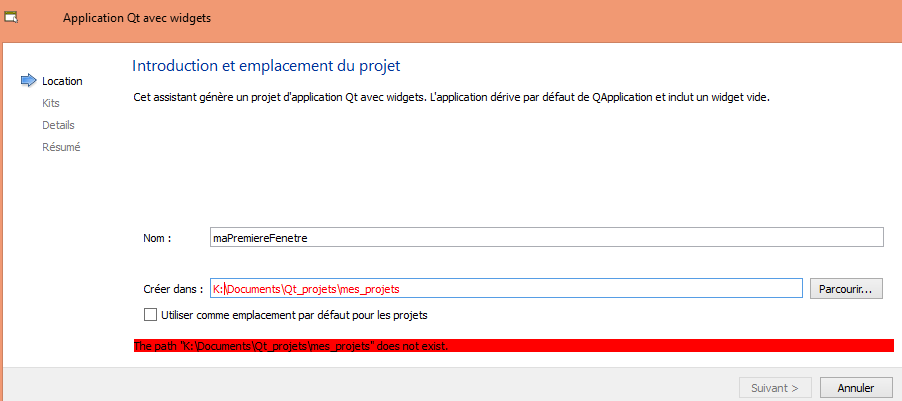 Application Qt avec widgets
Introduction et emplacement du projet
Location
Cet assistant génère un projet d'application Qt avec widgets. L'application dérive par défaut de QApplication et inclut un widget vide.
Kits
Details
Résumé
Nom : maPremiereFenetre
Créer dans : K:\Documents\Qt_projets\mes_projets Parcourir...
Utiliser comme emplacement par défaut pour les projets
The path "K:\Documents\Qt_projets\mes_projets" does not exist.
Suivant > Annuler